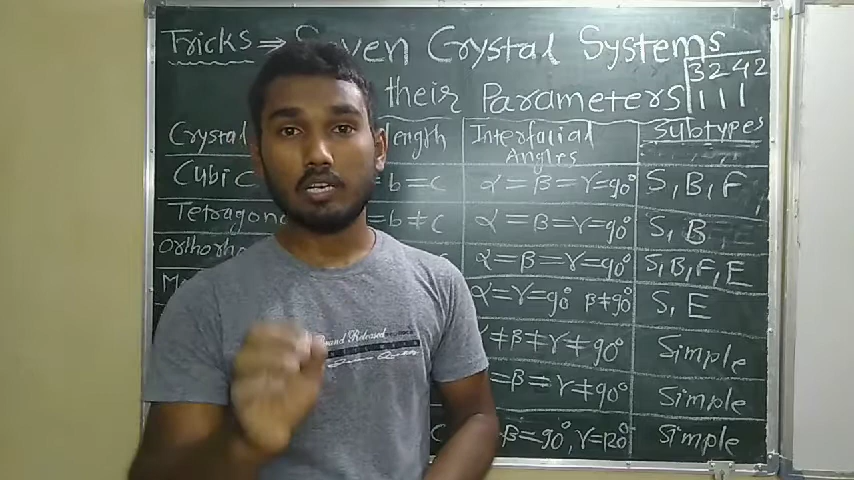 Tricks ⇒ Seven Crystal Systems
their Parameters
3 2 4 2
1 1 1
Crystal length Interfacial Angles Subtypes
Cubic = b = c α = β = γ = 90° S, B, F
Tetragona = b ≠ c α = β = γ = 90° S, B
Orthorh α = β = γ = 90° S, B, F, E
M α = γ = 90° β ≠ 90° S, E
≠ β ≠ γ ≠ 90° Simple
= β = γ ≠ 90° Simple
c β = 90°, γ = 120° Simple
Brand Released